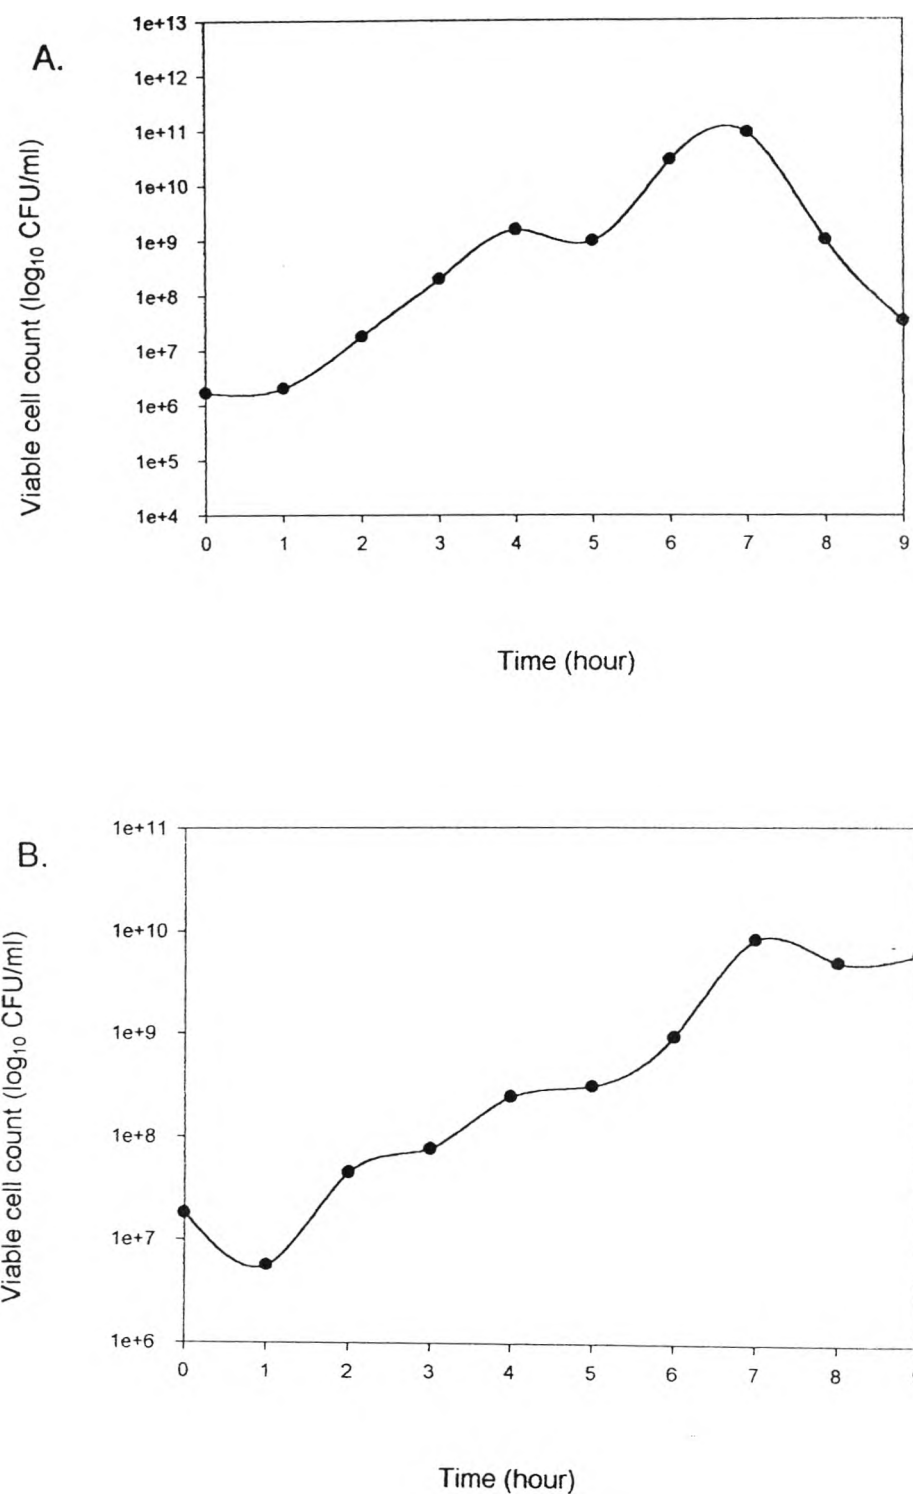 A.
Viable cell count (log10 CFU/ml)
1e+13
1e+12
1e+11
1e+10
1e+9
1e+8
1e+7
1e+6
1e+5
1e+4
0 1 2 3 4 5 6 7 8 9
Time (hour)
B.
Viable cell count (log10 CFU/ml)
1e+11
1e+10
1e+9
1e+8
1e+7
1e+6
0 1 2 3 4 5 6 7 8
Time (hour)